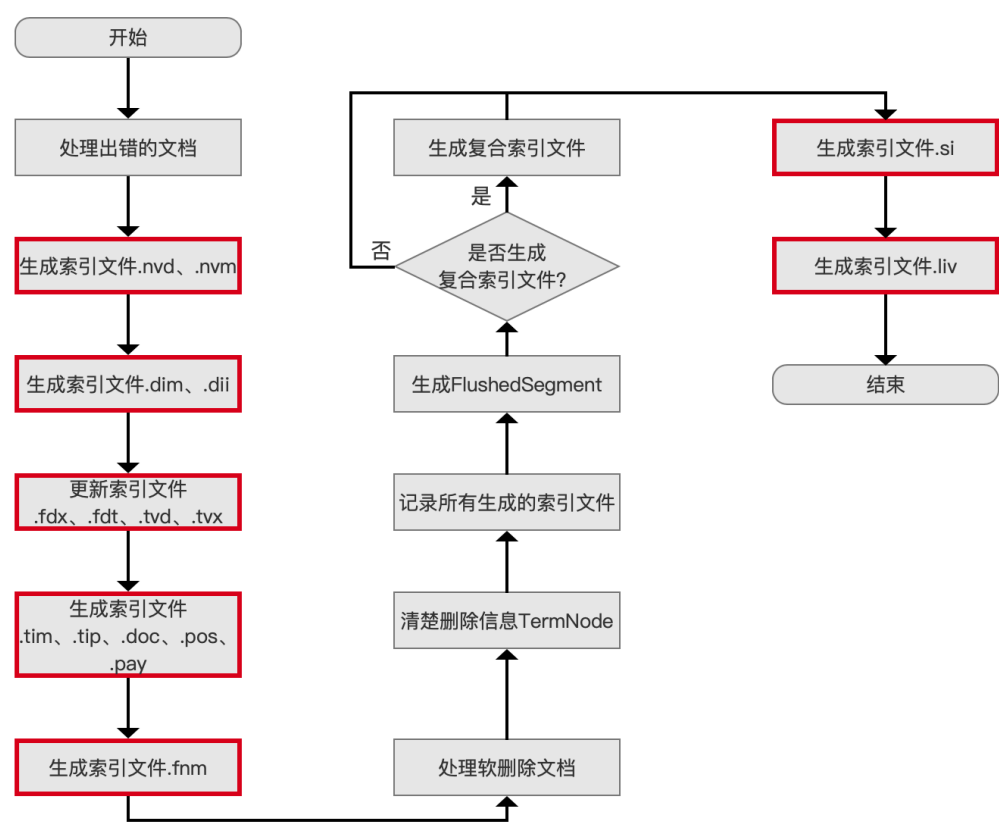 开始
处理出错的文档
生成索引文件.nvd、.nvm
生成索引文件.dim、.dii
更新索引文件
.fdx、.fdt、.tvd、.tvx
生成索引文件
.tim、.tip、.doc、.pos、
.pay
生成索引文件.fnm
处理软删除文档
清楚删除信息TermNode
记录所有生成的索引文件
生成FlushedSegment
是否生成
复合索引文件?
是
否
生成复合索引文件
生成索引文件.si
生成索引文件.liv
结束